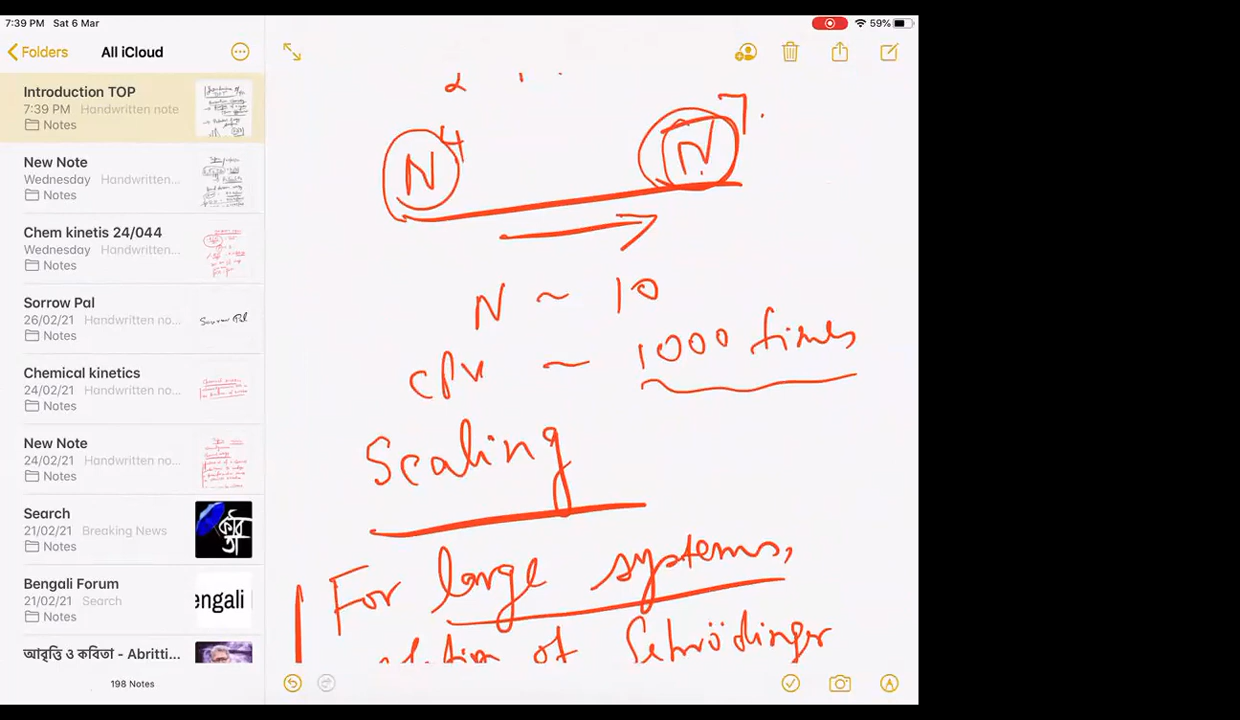 7:39 PM Sat 6 Mar
59%
Folders
All iCloud
Introduction TOP
7:39 PM Handwritten note
Notes
New Note
Wednesday Handwritten...
Notes
Chem kinetis 24/044
Wednesday Handwritten...
Notes
Sorrow Pal
26/02/21 Handwritten no...
Notes
Chemical kinetics
24/02/21 Handwritten no...
Notes
New Note
24/02/21 Handwritten no...
Notes
Search
21/02/21 Breaking News
Notes
কবি
তা
Bengali Forum
21/02/21 Search
Notes
engali
আবৃত্তি ও কবিতা - Abritti...
198 Notes
N⁴
N⁷
N ~ 10
CPU ~ 1000 times
Scaling
For large systems,
of Schrödinger